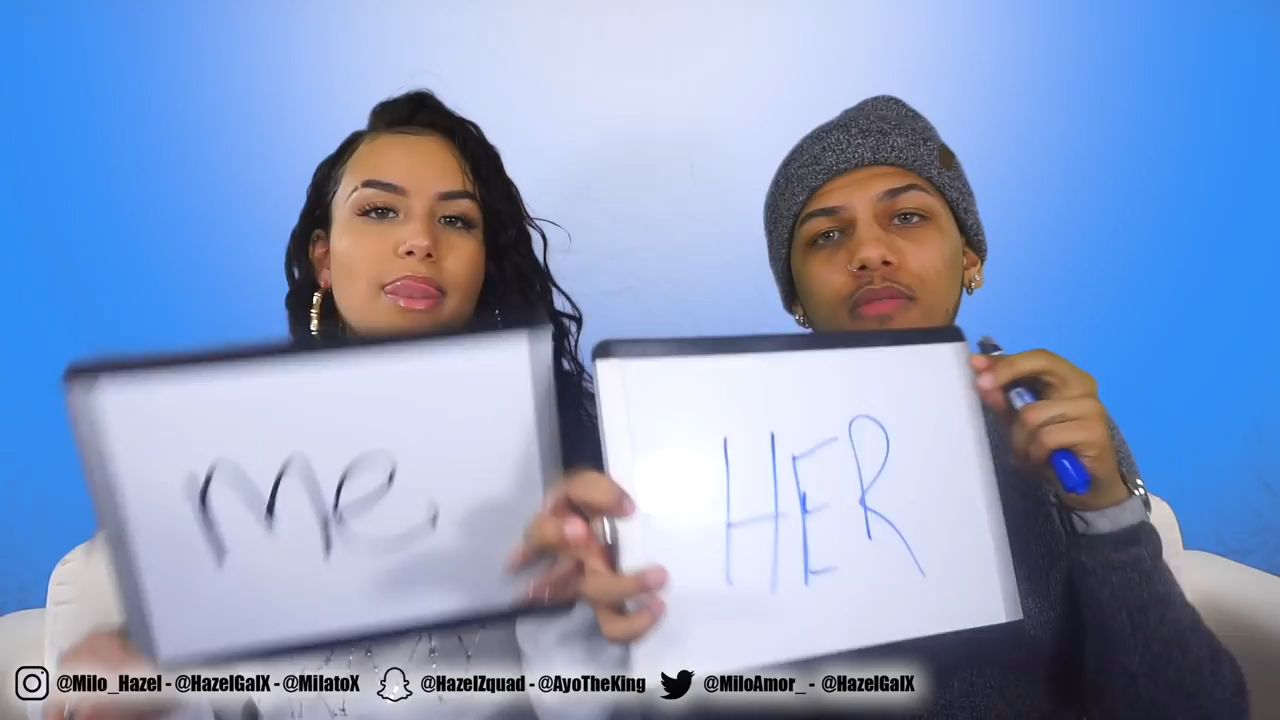 me
HER
@Milo_Hazel - @HazelGalX - @MilatoX @HazelZquad - @AyoTheKing @MiloAmor_ - @HazelGalX